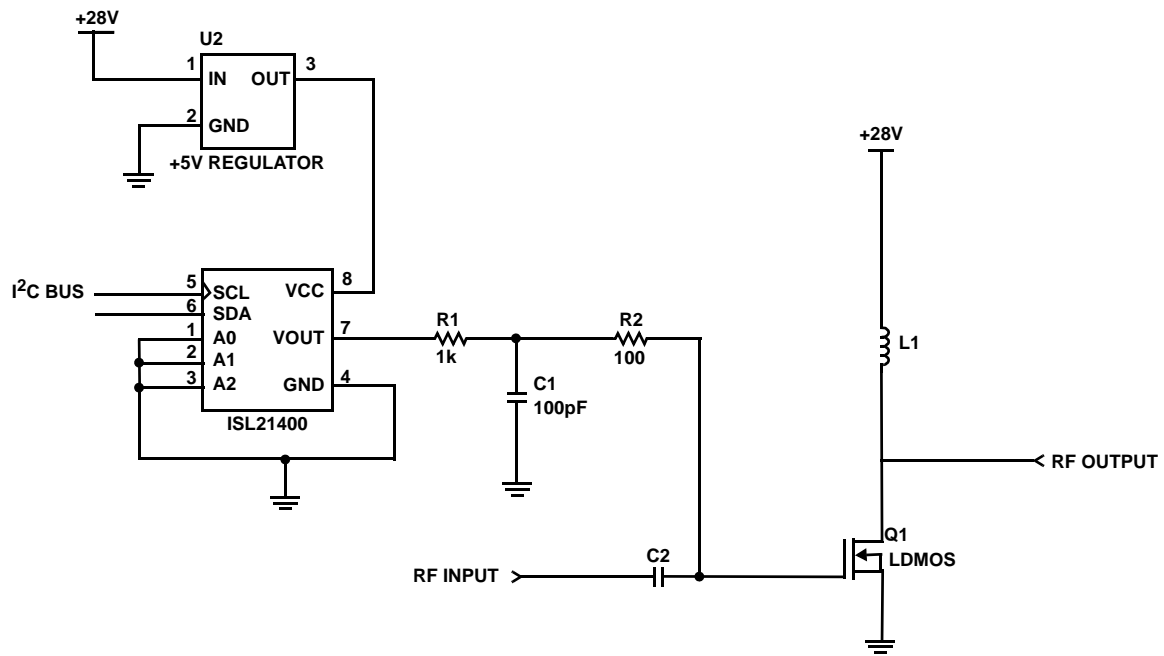 +28V
U2
1 IN OUT 3
2 GND
+5V REGULATOR
+28V
I²C BUS
5 SCL VCC 8
6 SDA
1 A0 VOUT 7
2 A1
3 A2 GND 4
ISL21400
R1
1k
R2
100
C1
100pF
L1
RF OUTPUT
Q1
LDMOS
C2
RF INPUT